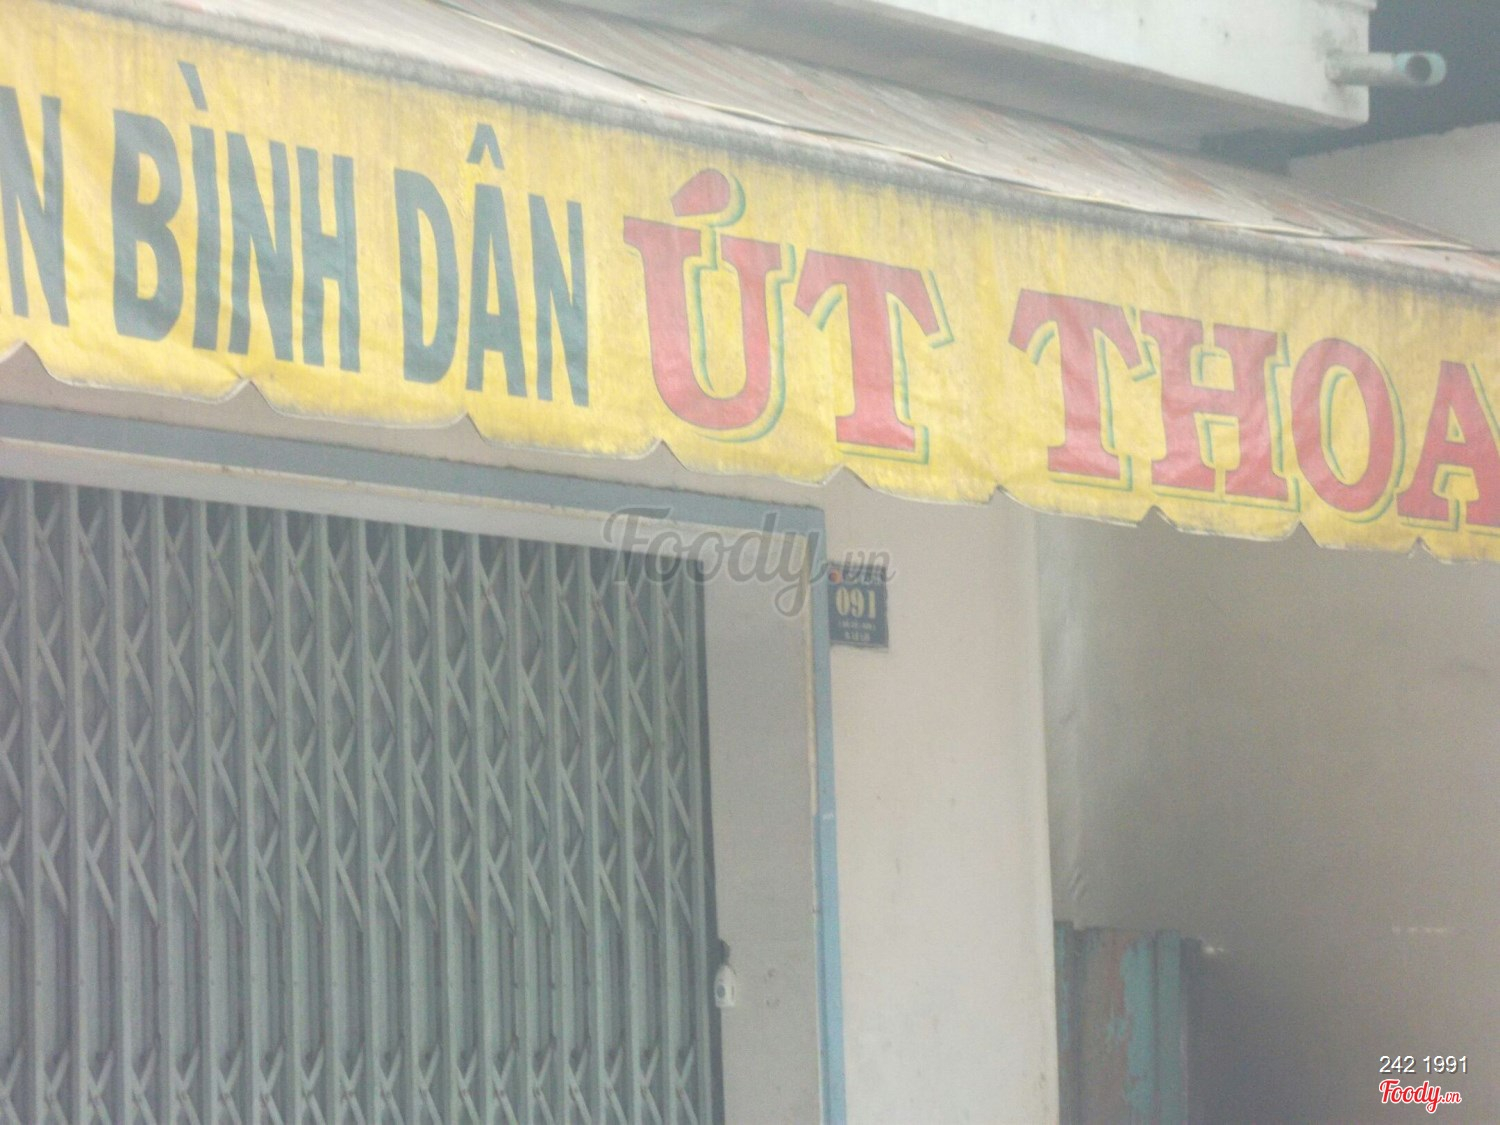 BÌNH DÂN ÚT THOA
Foody.vn
091
242 1991
Foody.vn